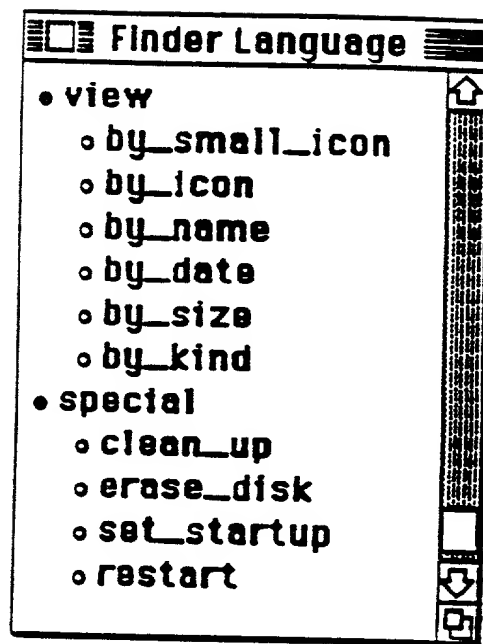 Finder Language
• view
∘ by_small_icon
∘ by_icon
∘ by_name
∘ by_date
∘ by_size
∘ by_kind
• special
∘ clean_up
∘ erase_disk
∘ set_startup
∘ restart